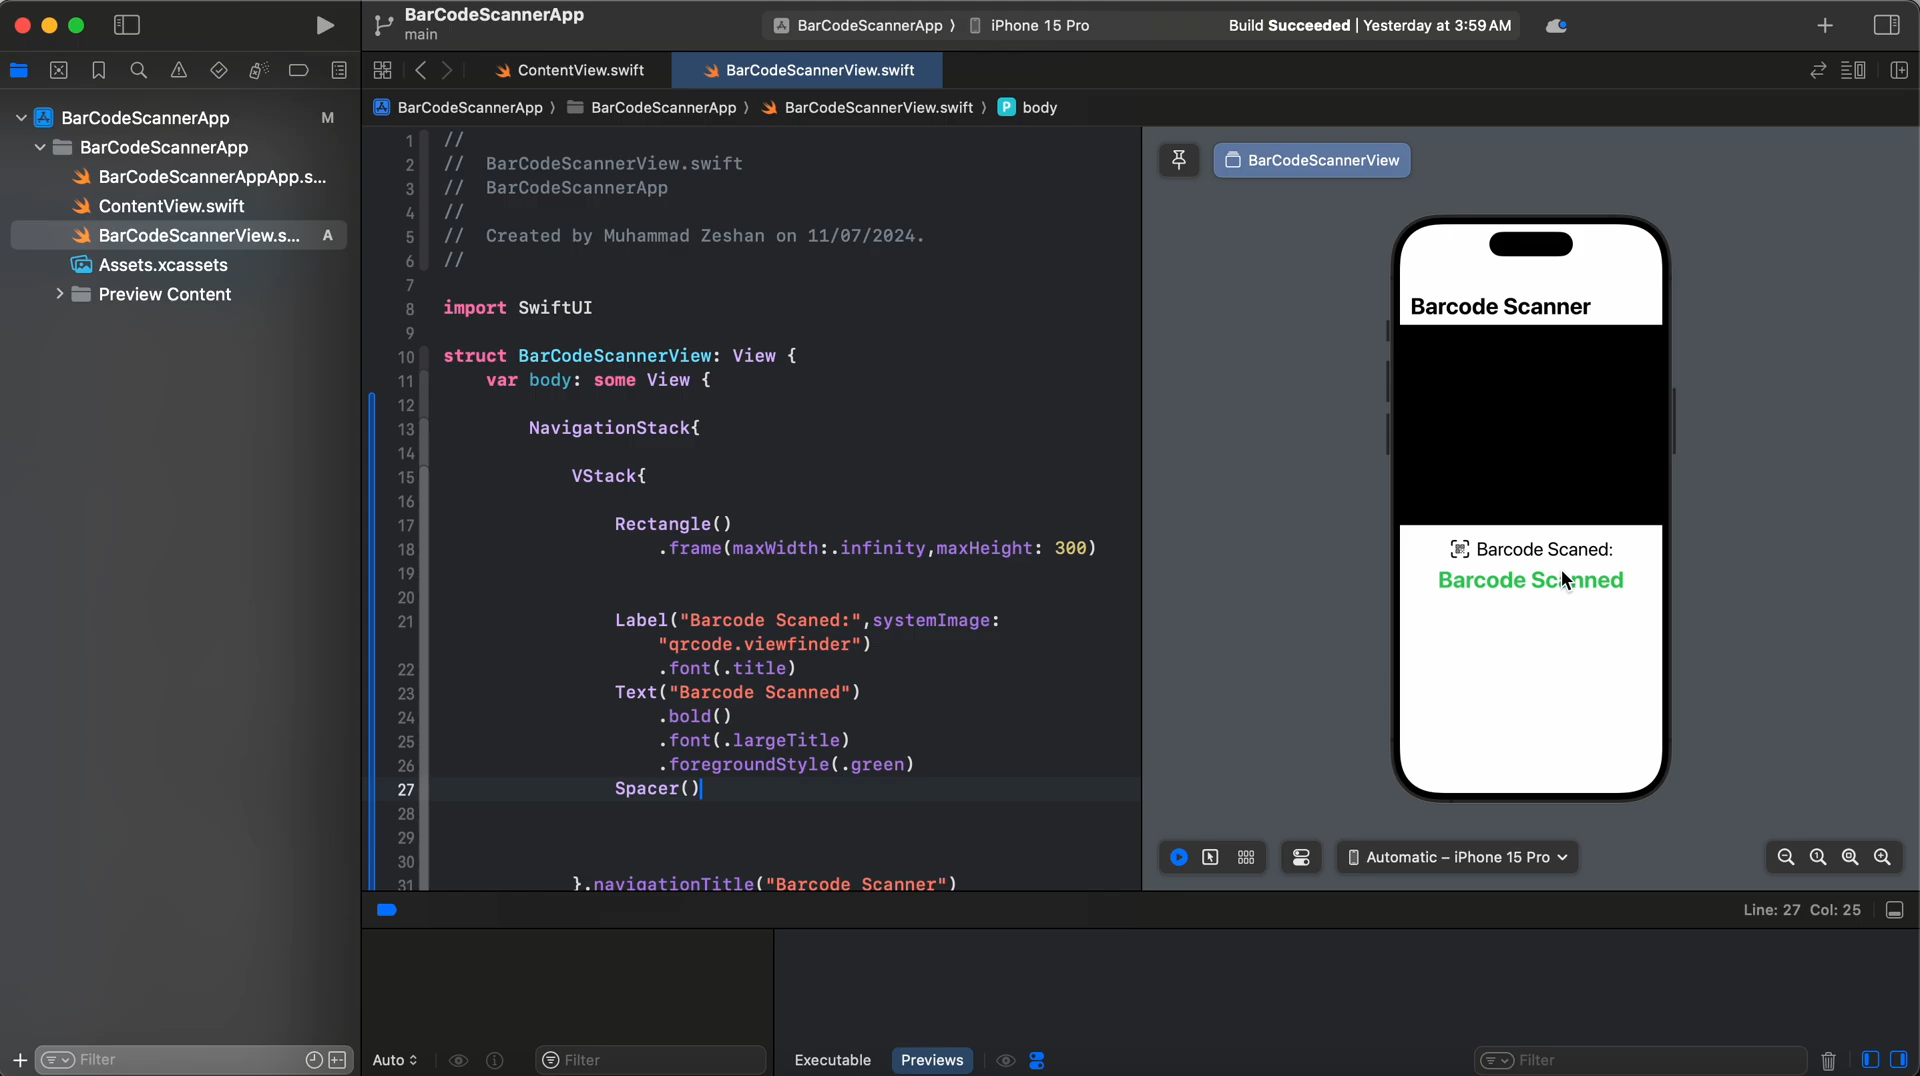 BarCodeScannerApp
main
BarCodeScannerApp 〉 iPhone 15 Pro
Build Succeeded | Yesterday at 3:59 AM
ContentView.swift
BarCodeScannerView.swift
BarCodeScannerApp 〉 BarCodeScannerApp 〉 BarCodeScannerView.swift 〉 P body
BarCodeScannerApp M
BarCodeScannerApp
BarCodeScannerAppApp.s...
ContentView.swift
BarCodeScannerView.s... A
Assets.xcassets
Preview Content
1 //
2 // BarCodeScannerView.swift
3 // BarCodeScannerApp
4 //
5 // Created by Muhammad Zeshan on 11/07/2024.
6 //
7
8 import SwiftUI
9
10 struct BarCodeScannerView: View {
11 var body: some View {
12
13 NavigationStack{
14
15 VStack{
16
17 Rectangle()
18 .frame(maxWidth:.infinity,maxHeight: 300)
19
20
21 Label("Barcode Scaned:",systemImage:
"qrcode.viewfinder")
22 .font(.title)
23 Text("Barcode Scanned")
24 .bold()
25 .font(.largeTitle)
26 .foregroundStyle(.green)
27 Spacer()
28
29
30
31 }.navigationTitle("Barcode Scanner")
BarCodeScannerView
Barcode Scanner
Barcode Scaned:
Barcode Scanned
Automatic – iPhone 15 Pro
Line: 27 Col: 25
Filter
Auto
Filter
Executable
Previews
Filter